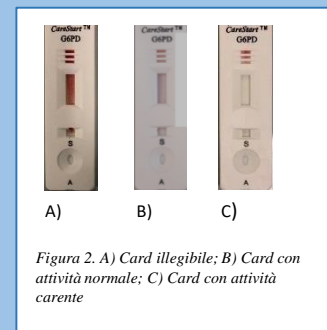 CareStart™ CareStart™ CareStart™
G6PD G6PD G6PD
S S S
A A A
A) B) C)
Figura 2. A) Card illegibile; B) Card con
attività normale; C) Card con attività
carente